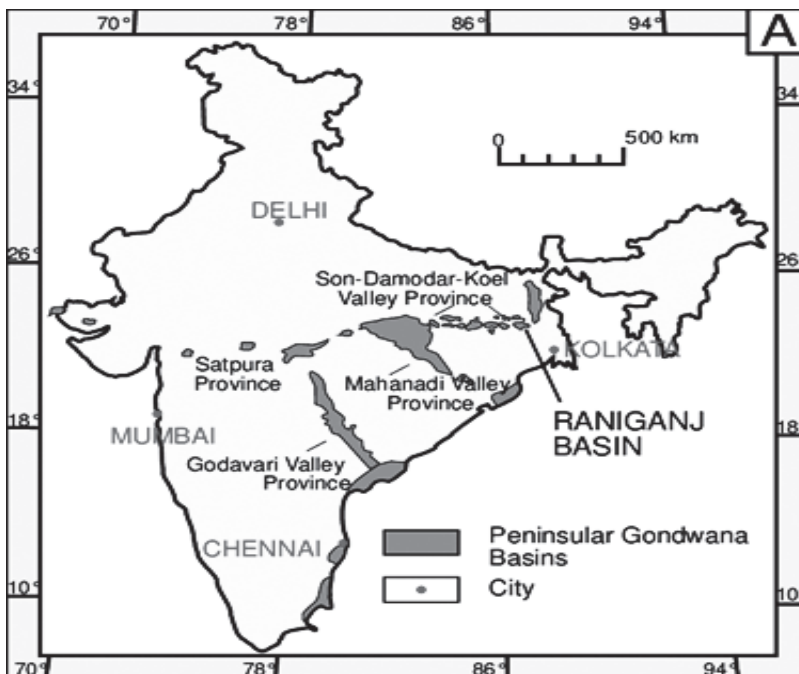 70° 78° 86° 94°
A
34° 34
0 500 km
DELHI
26° 26
Son-Damodar-Koel
Valley Province
KOLKATA
Satpura
Province
Mahanadi Valley
Province
RANIGANJ
BASIN
18° 18
MUMBAI
Godavari Valley
Province
CHENNAI
Peninsular Gondwana
Basins
City
10° 10
70° 78° 86° 94°